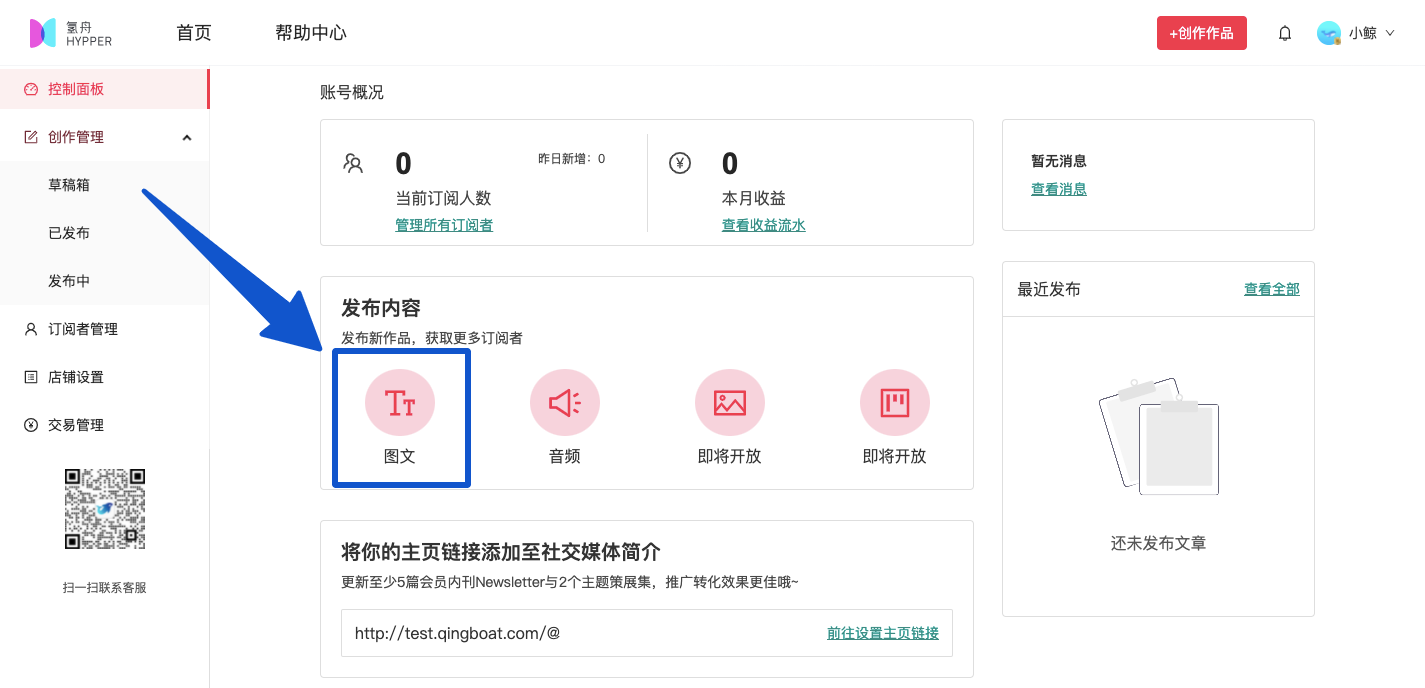 氢舟
HYPPER
首页
帮助中心
+创作作品
小鲸
控制面板
创作管理
草稿箱
已发布
发布中
订阅者管理
店铺设置
交易管理
扫一扫联系客服
账号概况
0
昨日新增：0
当前订阅人数
管理所有订阅者
0
本月收益
查看收益流水
暂无消息
查看消息
发布内容
发布新作品，获取更多订阅者
图文
音频
即将开放
即将开放
最近发布
查看全部
还未发布文章
将你的主页链接添加至社交媒体简介
更新至少5篇会员内刊Newsletter与2个主题策展集，推广转化效果更佳哦~
http://test.qingboat.com/@
前往设置主页链接